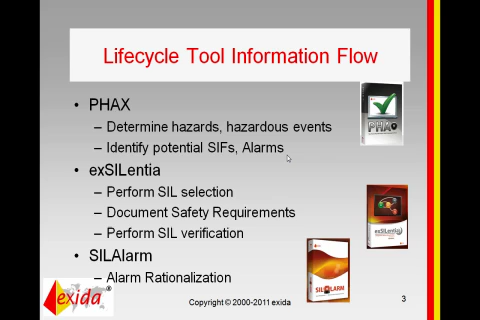 Lifecycle Tool Information Flow
• PHAX
– Determine hazards, hazardous events
– Identify potential SIFs, Alarms
• exSILentia
– Perform SIL selection
– Document Safety Requirements
– Perform SIL verification
• SILAlarm
– Alarm Rationalization
PHA
exSILentia
SILALARM
exida®
Copyright © 2000-2011 exida
3